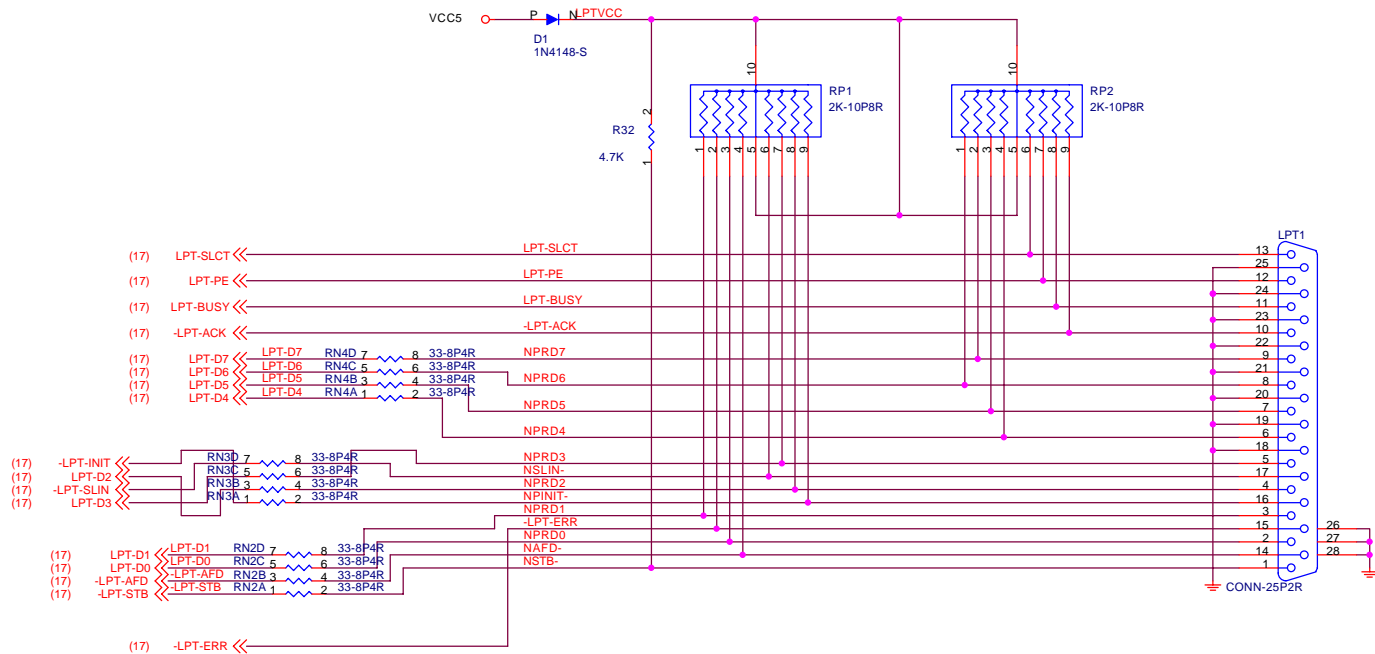 VCC5 P N LPTVCC
D1
1N4148-S
10 10
RP1 RP2
2K-10P8R 2K-10P8R
2
R32
4.7K
1
1 2 3 4 5 6 7 8 9
1 2 3 4 5 6 7 8 9
LPT1
(17) LPT-SLCT LPT-SLCT 13
25
(17) LPT-PE LPT-PE 12
24
(17) LPT-BUSY LPT-BUSY 11
23
(17) -LPT-ACK -LPT-ACK 10
22
(17) LPT-D7 LPT-D7 RN4D 7 8 33-8P4R NPRD7 9
(17) LPT-D6 LPT-D6 RN4C 5 6 33-8P4R 21
(17) LPT-D5 LPT-D5 RN4B 3 4 33-8P4R NPRD6 8
(17) LPT-D4 LPT-D4 RN4A 1 2 33-8P4R 20
NPRD5 7
19
NPRD4 6
18
(17) -LPT-INIT RN3D 7 8 33-8P4R NPRD3 5
(17) LPT-D2 RN3C 5 6 33-8P4R NSLIN- 17
(17) -LPT-SLIN RN3B 3 4 33-8P4R NPRD2 4
(17) LPT-D3 RN3A 1 2 33-8P4R NPINIT- 16
NPRD1 3
-LPT-ERR 15 26
NPRD0 2 27
(17) LPT-D1 LPT-D1 RN2D 7 8 33-8P4R NAFD- 14 28
(17) LPT-D0 LPT-D0 RN2C 5 6 33-8P4R NSTB- 1
(17) -LPT-AFD -LPT-AFD RN2B 3 4 33-8P4R
(17) -LPT-STB -LPT-STB RN2A 1 2 33-8P4R
CONN-25P2R
(17) -LPT-ERR